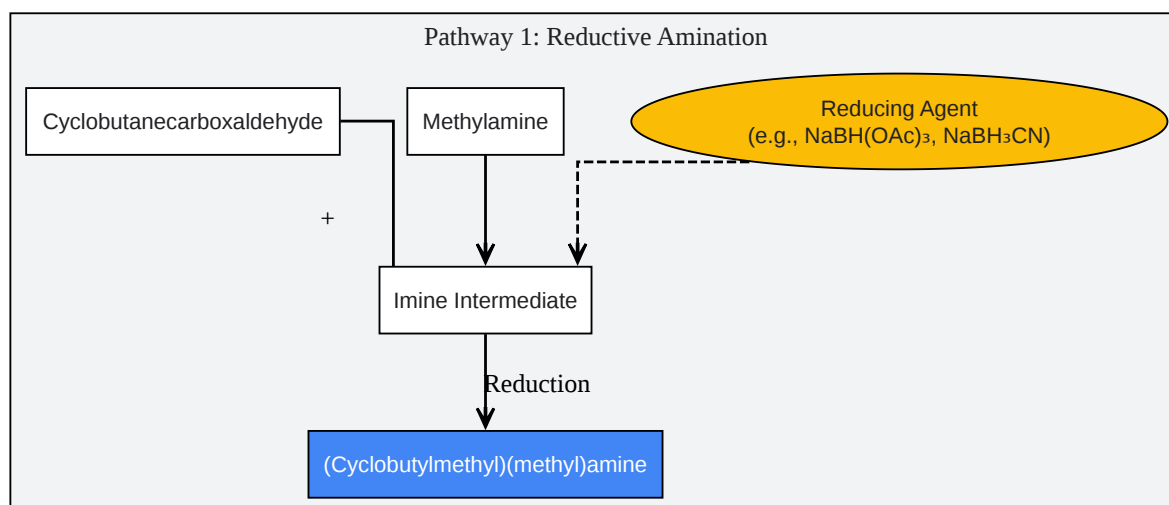 Pathway 1: Reductive Amination
Cyclobutanecarboxaldehyde
Methylamine
Reducing Agent
(e.g., NaBH(OAc)₃, NaBH₃CN)
+
Imine Intermediate
Reduction
(Cyclobutylmethyl)(methyl)amine